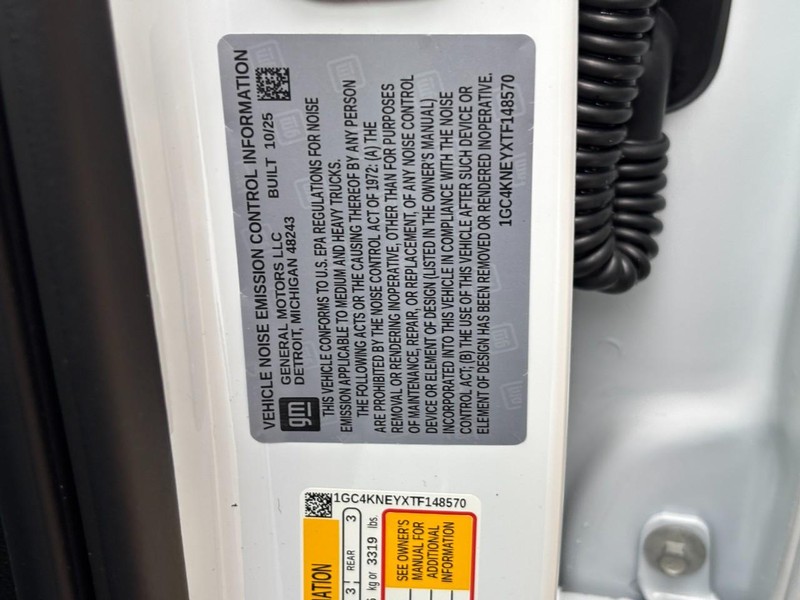 VEHICLE NOISE EMISSION CONTROL INFORMATION
gm
GENERAL MOTORS LLC BUILT 10/25
DETROIT, MICHIGAN 48243
THIS VEHICLE CONFORMS TO U.S. EPA REGULATIONS FOR NOISE
EMISSION APPLICABLE TO MEDIUM AND HEAVY TRUCKS.
THE FOLLOWING ACTS OR THE CAUSING THEREOF BY ANY PERSON
ARE PROHIBITED BY THE NOISE CONTROL ACT OF 1972: (A) THE
REMOVAL OR RENDERING INOPERATIVE, OTHER THAN FOR PURPOSES
OF MAINTENANCE, REPAIR, OR REPLACEMENT, OF ANY NOISE CONTROL
DEVICE OR ELEMENT OF DESIGN (LISTED IN THE OWNER'S MANUAL)
INCORPORATED INTO THIS VEHICLE IN COMPLIANCE WITH THE NOISE
CONTROL ACT; (B) THE USE OF THIS VEHICLE AFTER SUCH DEVICE OR
ELEMENT OF DESIGN HAS BEEN REMOVED OR RENDERED INOPERATIVE.
1GC4KNEYXTF148570
1GC4KNEYXTF148570
REAR 3
kg or 3319 lbs.
SEE OWNER'S
MANUAL FOR
ADDITIONAL
INFORMATION